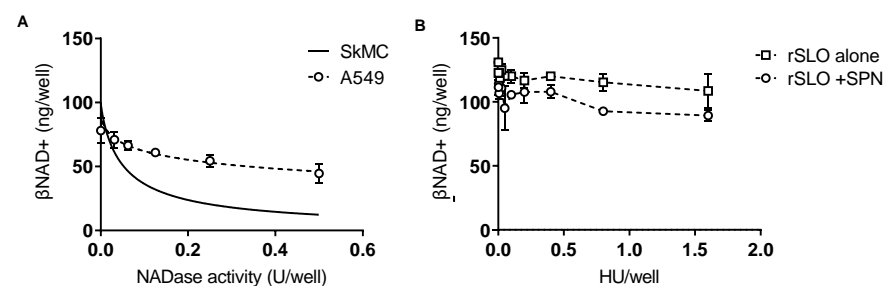 A
βNAD+ (ng/well)
150
100
50
0
0.0 0.2 0.4 0.6
NADase activity (U/well)
SkMC
A549
B
βNAD+ (ng/well)
150
100
50
0
0.0 0.5 1.0 1.5 2.0
HU/well
rSLO alone
rSLO +SPN